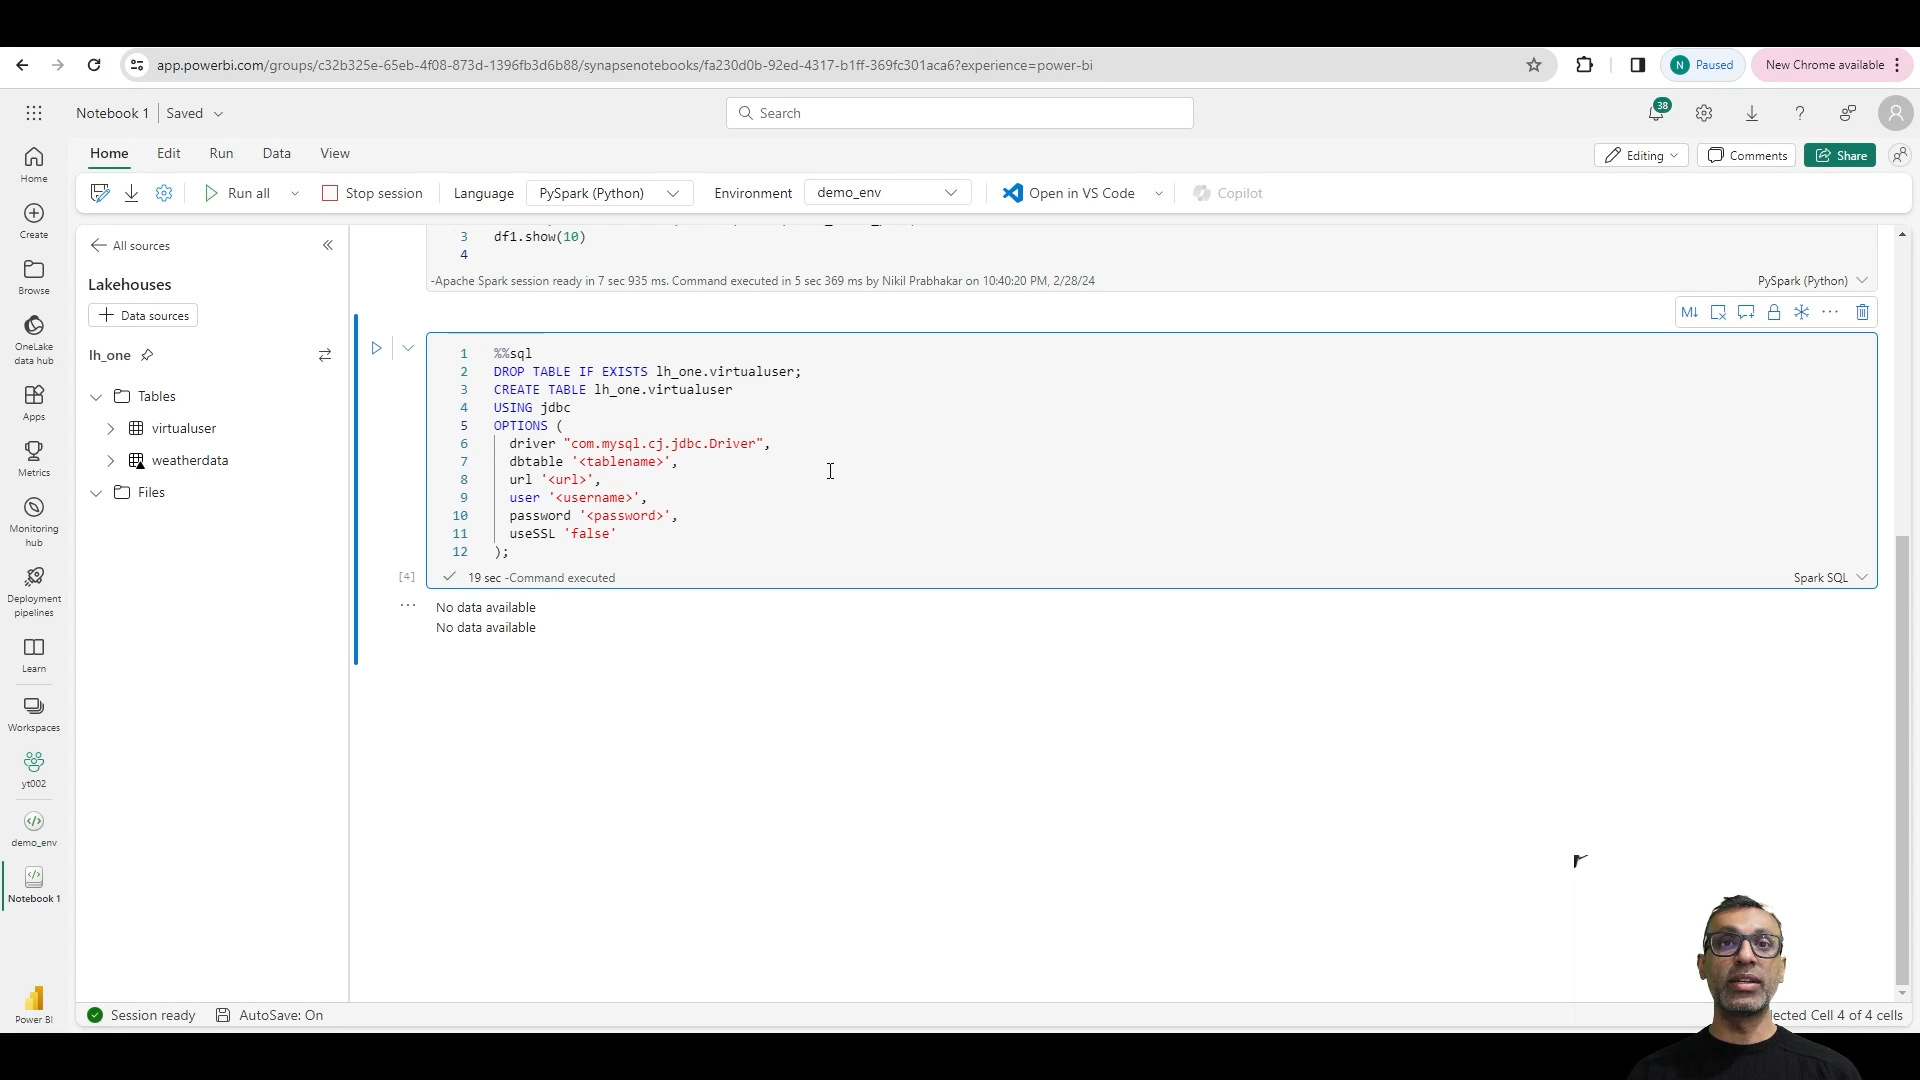 app.powerbi.com/groups/c32b325e-65eb-4f08-873d-1396fb3d6b88/synapsenotebooks/fa230d0b-92ed-4317-b1ff-369fc301aca6?experience=power-bi
N Paused
New Chrome available
Notebook 1 Saved
Search
38
Home Edit Run Data View
Editing Comments Share
Run all Stop session Language PySpark (Python) Environment demo_env Open in VS Code Copilot
Home
Create
Browse
OneLake
data hub
Apps
Metrics
Monitoring
hub
Deployment
pipelines
Learn
Workspaces
yt002
demo_env
Notebook 1
Power BI
All sources
Lakehouses
Data sources
lh_one
Tables
virtualuser
weatherdata
Files
3 df1.show(10)
4
-Apache Spark session ready in 7 sec 935 ms. Command executed in 5 sec 369 ms by Nikil Prabhakar on 10:40:20 PM, 2/28/24
PySpark (Python)
M↓
1 %%sql
2 DROP TABLE IF EXISTS lh_one.virtualuser;
3 CREATE TABLE lh_one.virtualuser
4 USING jdbc
5 OPTIONS (
6 driver "com.mysql.cj.jdbc.Driver",
7 dbtable '<tablename>',
8 url '<url>',
9 user '<username>',
10 password '<password>',
11 useSSL 'false'
12 );
[4] 19 sec -Command executed
Spark SQL
No data available
No data available
Session ready AutoSave: On
Cell 4 of 4 cells